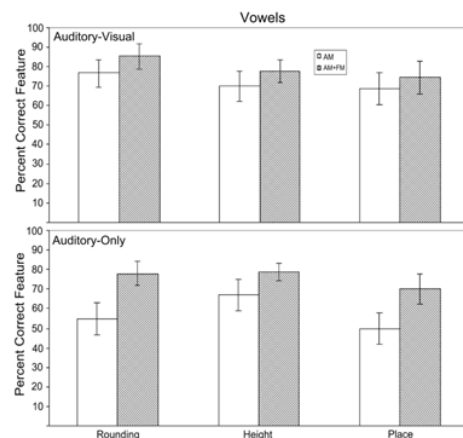 Vowels
Auditory-Visual
AM
AM+FM
Percent Correct Feature
100
90
80
70
60
50
40
30
20
10
Auditory-Only
Percent Correct Feature
100
90
80
70
60
50
40
30
20
10
Rounding Height Place